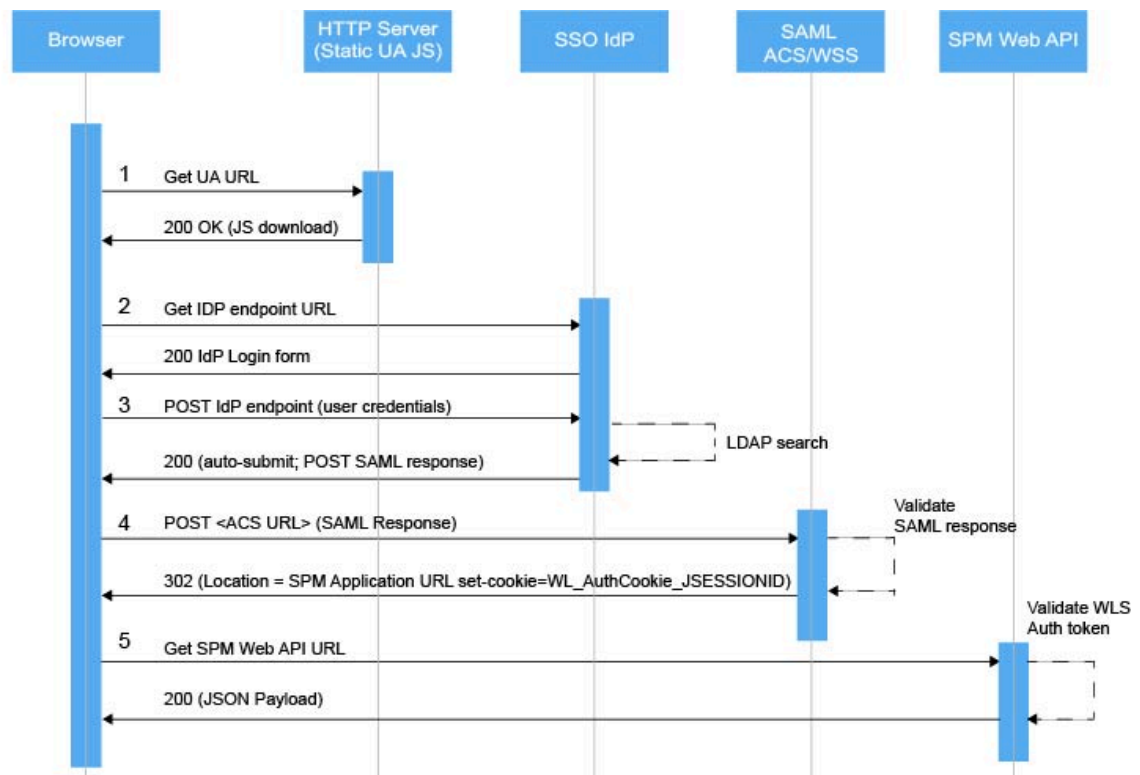 Browser
HTTP Server
(Static UA JS)
SSO IdP
SAML
ACS/WSS
SPM Web API
1
Get UA URL
200 OK (JS download)
2
Get IDP endpoint URL
200 IdP Login form
3
POST IdP endpoint (user credentials)
LDAP search
200 (auto-submit; POST SAML response)
4
POST <ACS URL> (SAML Response)
Validate
SAML response
302 (Location = SPM Application URL set-cookie=WL_AuthCookie_JSESSIONID)
Validate WLS
Auth token
5
Get SPM Web API URL
200 (JSON Payload)